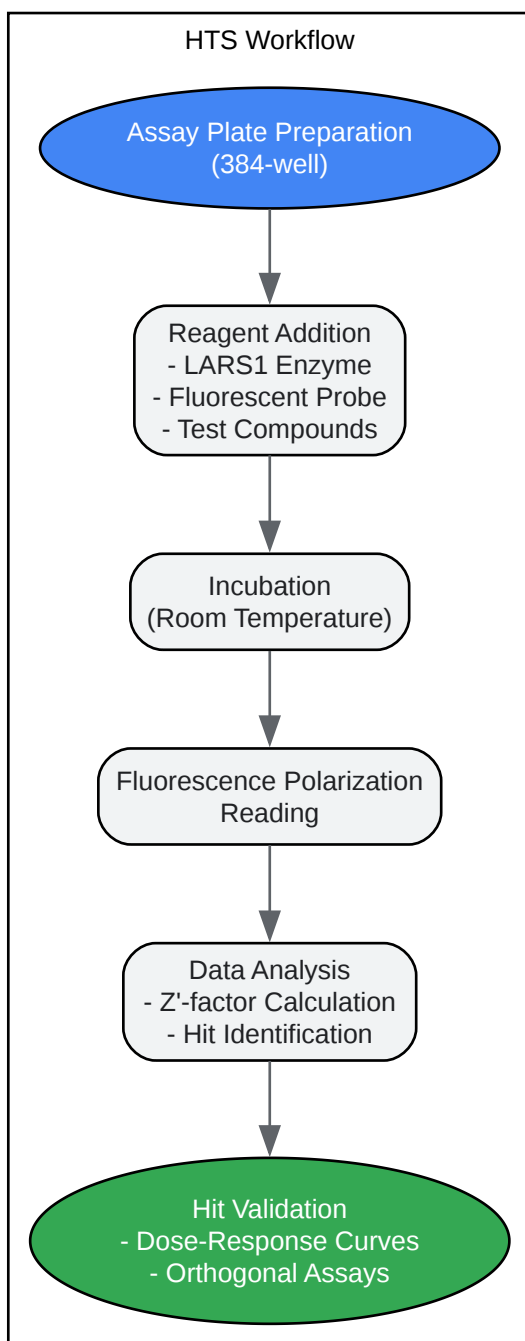 HTS Workflow
Assay Plate Preparation
(384-well)
Reagent Addition
- LARS1 Enzyme
- Fluorescent Probe
- Test Compounds
Incubation
(Room Temperature)
Fluorescence Polarization
Reading
Data Analysis
- Z'-factor Calculation
- Hit Identification
Hit Validation
- Dose-Response Curves
- Orthogonal Assays